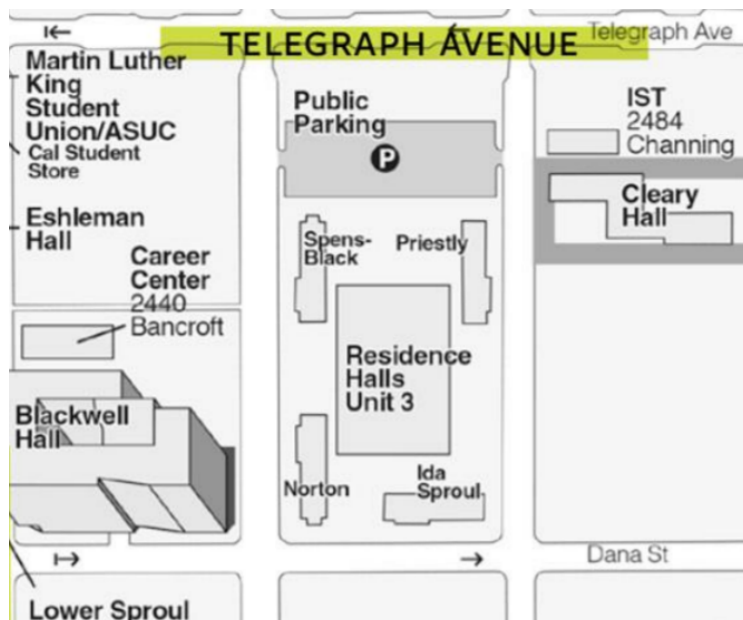 TELEGRAPH AVENUE
Telegraph Ave
Martin Luther
King
Student
Union/ASUC
Cal Student
Store
Public
Parking
P
IST
2484
Channing
Cleary
Hall
Eshleman
Hall
Career
Center
2440
Bancroft
Spens-
Black
Priestly
Residence
Halls
Unit 3
Blackwell
Hall
Norton
Ida
Sproul
Dana St
Lower Sproul